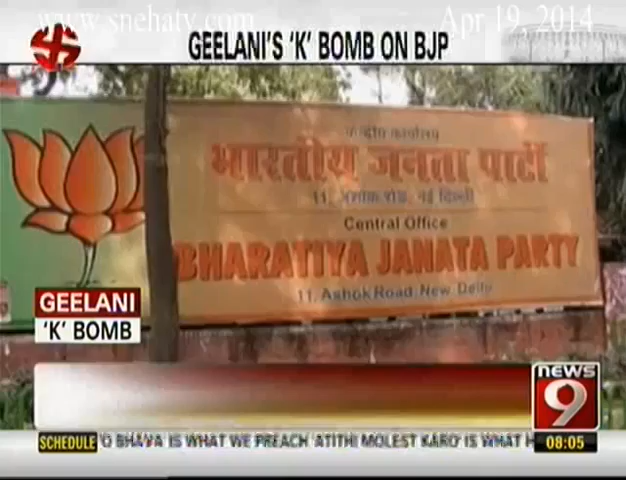 www.snehatv.com
Apr 19, 2014
GEELANI'S 'K' BOMB ON BJP
केन्द्रीय कार्यालय
भारतीय जनता पार्टी
11, अशोक रोड, नई दिल्ली
Central Office
BHARATIYA JANATA PARTY
11, Ashok Road, New Delhi
GEELANI
'K' BOMB
NEWS
9
SCHEDULE
IS WHAT WE PREACH 'ATITHI MOLEST KARO' IS WHAT
08:05